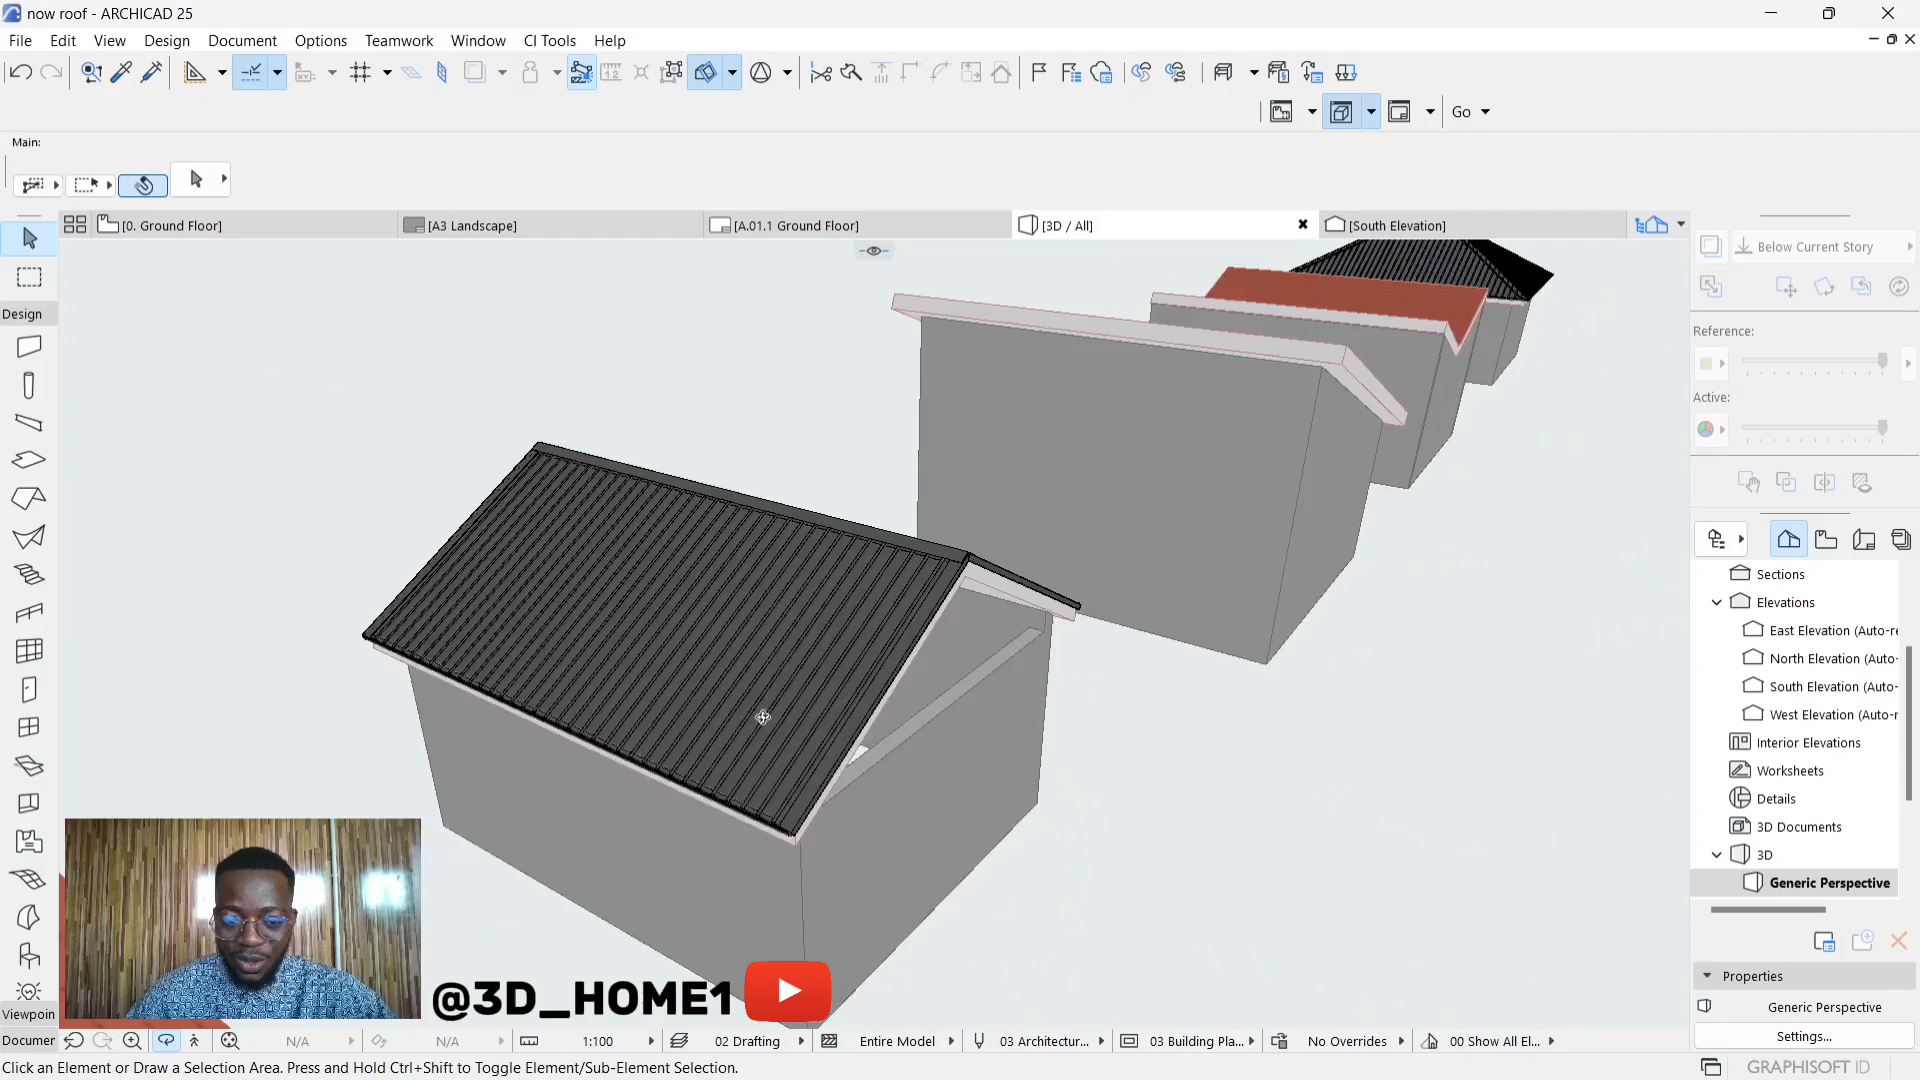 now roof - ARCHICAD 25
File Edit View Design Document Options Teamwork Window CI Tools Help
Go
Main:
[0. Ground Floor] [A3 Landscape] [A.01.1 Ground Floor] [3D / All] [South Elevation]
Below Current Story
Design
Reference:
Active:
Sections
Elevations
East Elevation (Auto-re
North Elevation (Auto-
South Elevation (Auto-
West Elevation (Auto-r
Interior Elevations
Worksheets
Details
3D Documents
3D
Generic Perspective
Properties
Generic Perspective
Settings...
@3D_HOME1
Viewpoin
Documer N/A N/A 1:100 02 Drafting Entire Model 03 Architectur... 03 Building Pla... No Overrides 00 Show All El...
Click an Element or Draw a Selection Area. Press and Hold Ctrl+Shift to Toggle Element/Sub-Element Selection.
GRAPHISOFT ID